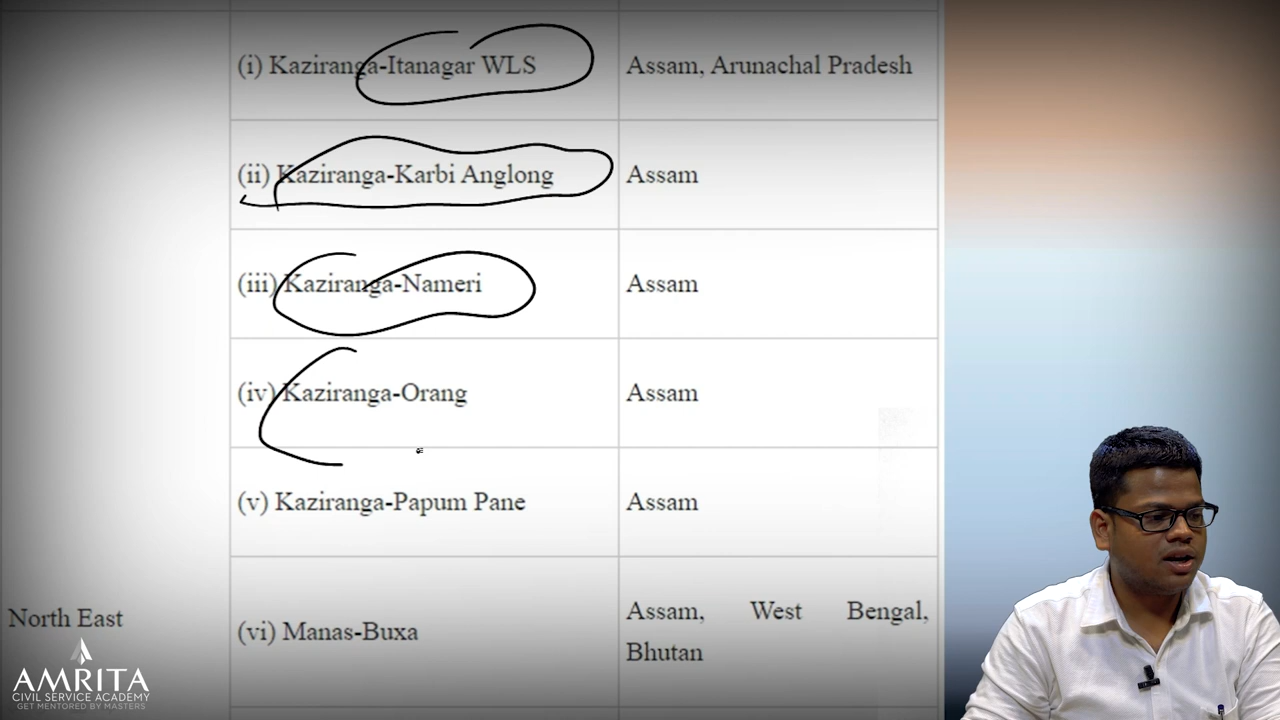 (i) Kaziranga-Itanagar WLS
Assam, Arunachal Pradesh
(ii) Kaziranga-Karbi Anglong
Assam
(iii) Kaziranga-Nameri
Assam
(iv) Kaziranga-Orang
Assam
(v) Kaziranga-Papum Pane
Assam
North East
(vi) Manas-Buxa
Assam, West Bengal,
Bhutan
AMRITA
CIVIL SERVICE ACADEMY
GET MENTORED BY MASTERS